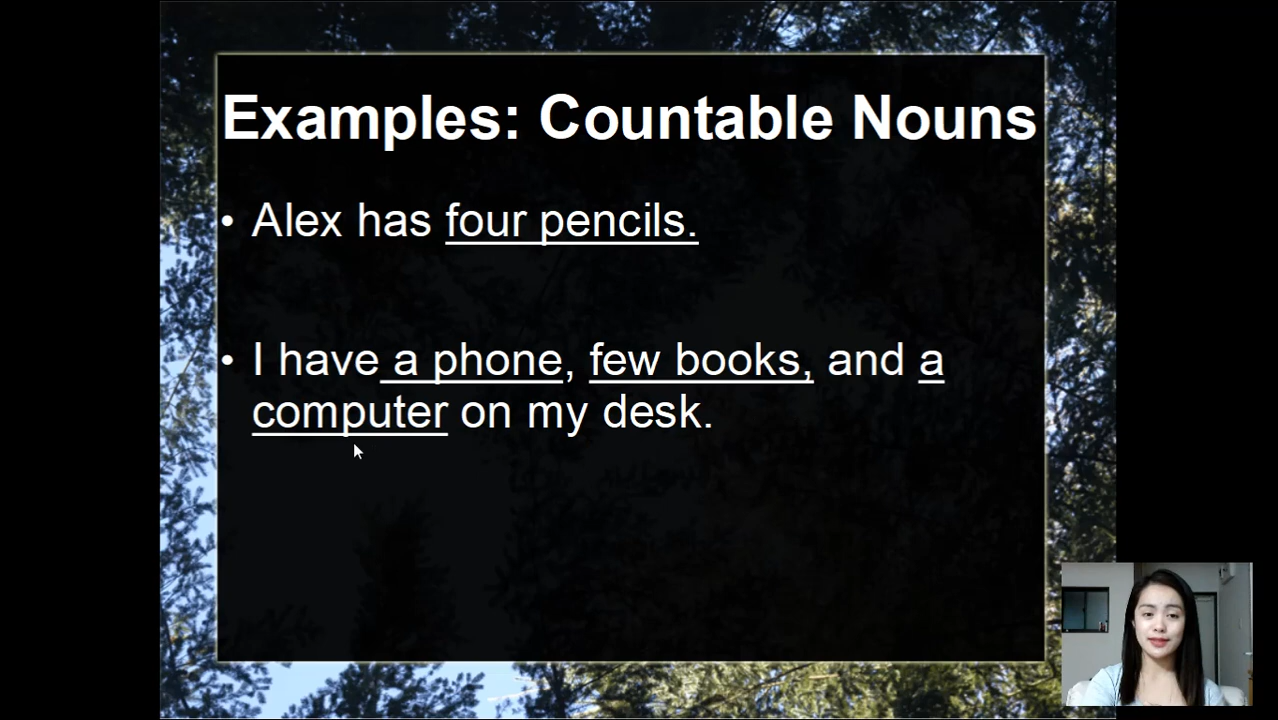 Examples: Countable Nouns
• Alex has four pencils.
• I have a phone, few books, and a
computer on my desk.